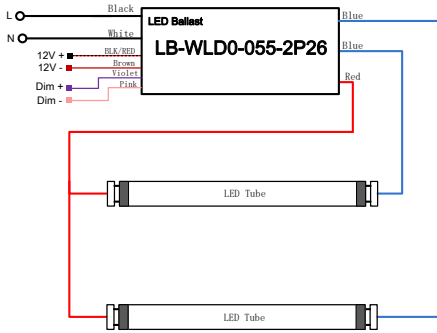 L
Black
LED Ballast
Blue
N
White
LB-WLD0-055-2P26
Blue
12V +
BLK/RED
12V -
Brown
Red
Dim +
Violet
Dim -
Pink
LED Tube
LED Tube